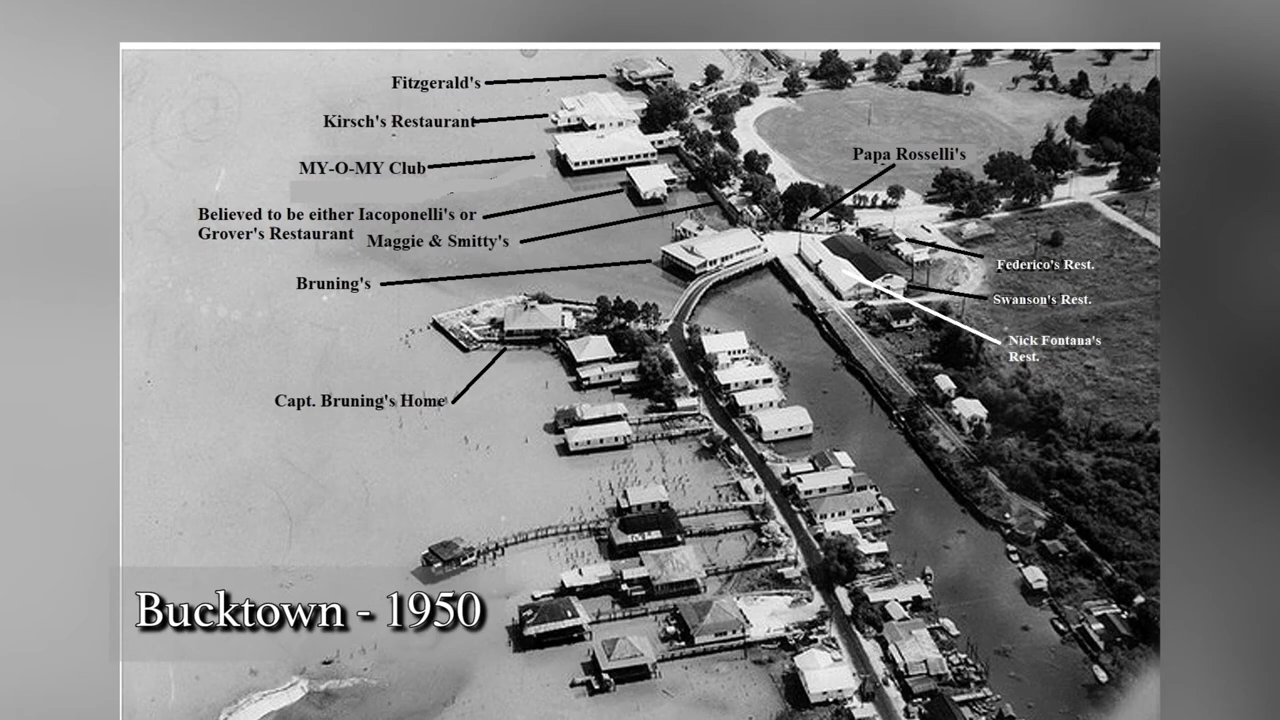 Fitzgerald's
Kirsch's Restaurant
MY-O-MY Club
Papa Rosselli's
Believed to be either Iacoponelli's or
Grover's Restaurant
Maggie & Smitty's
Federico's Rest.
Bruning's
Swanson's Rest.
Nick Fontana's
Rest.
Capt. Bruning's Home
Bucktown - 1950